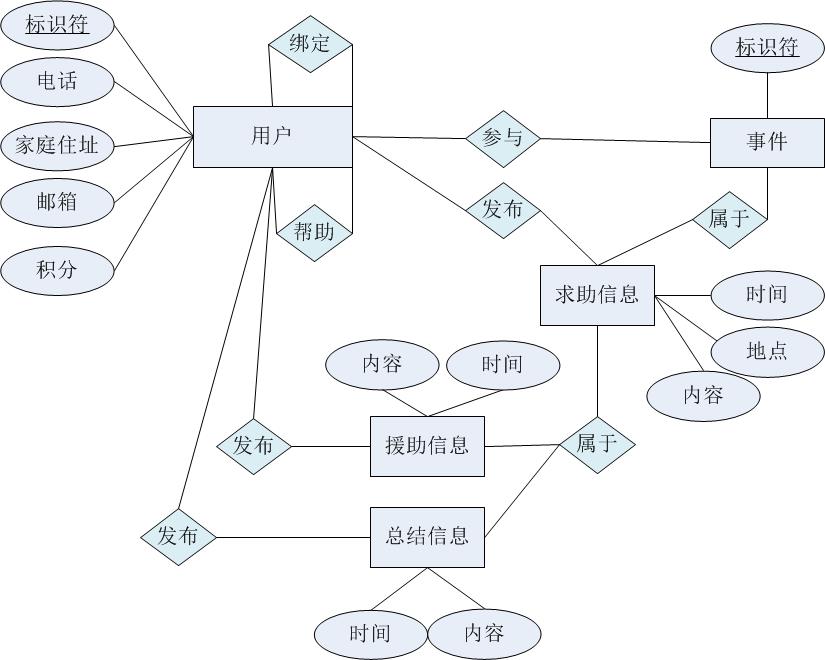 标识符
绑定
标识符
电话
用户
参与
事件
家庭住址
邮箱
发布
属于
帮助
积分
求助信息
时间
地点
内容
时间
内容
发布
援助信息
属于
发布
总结信息
时间
内容